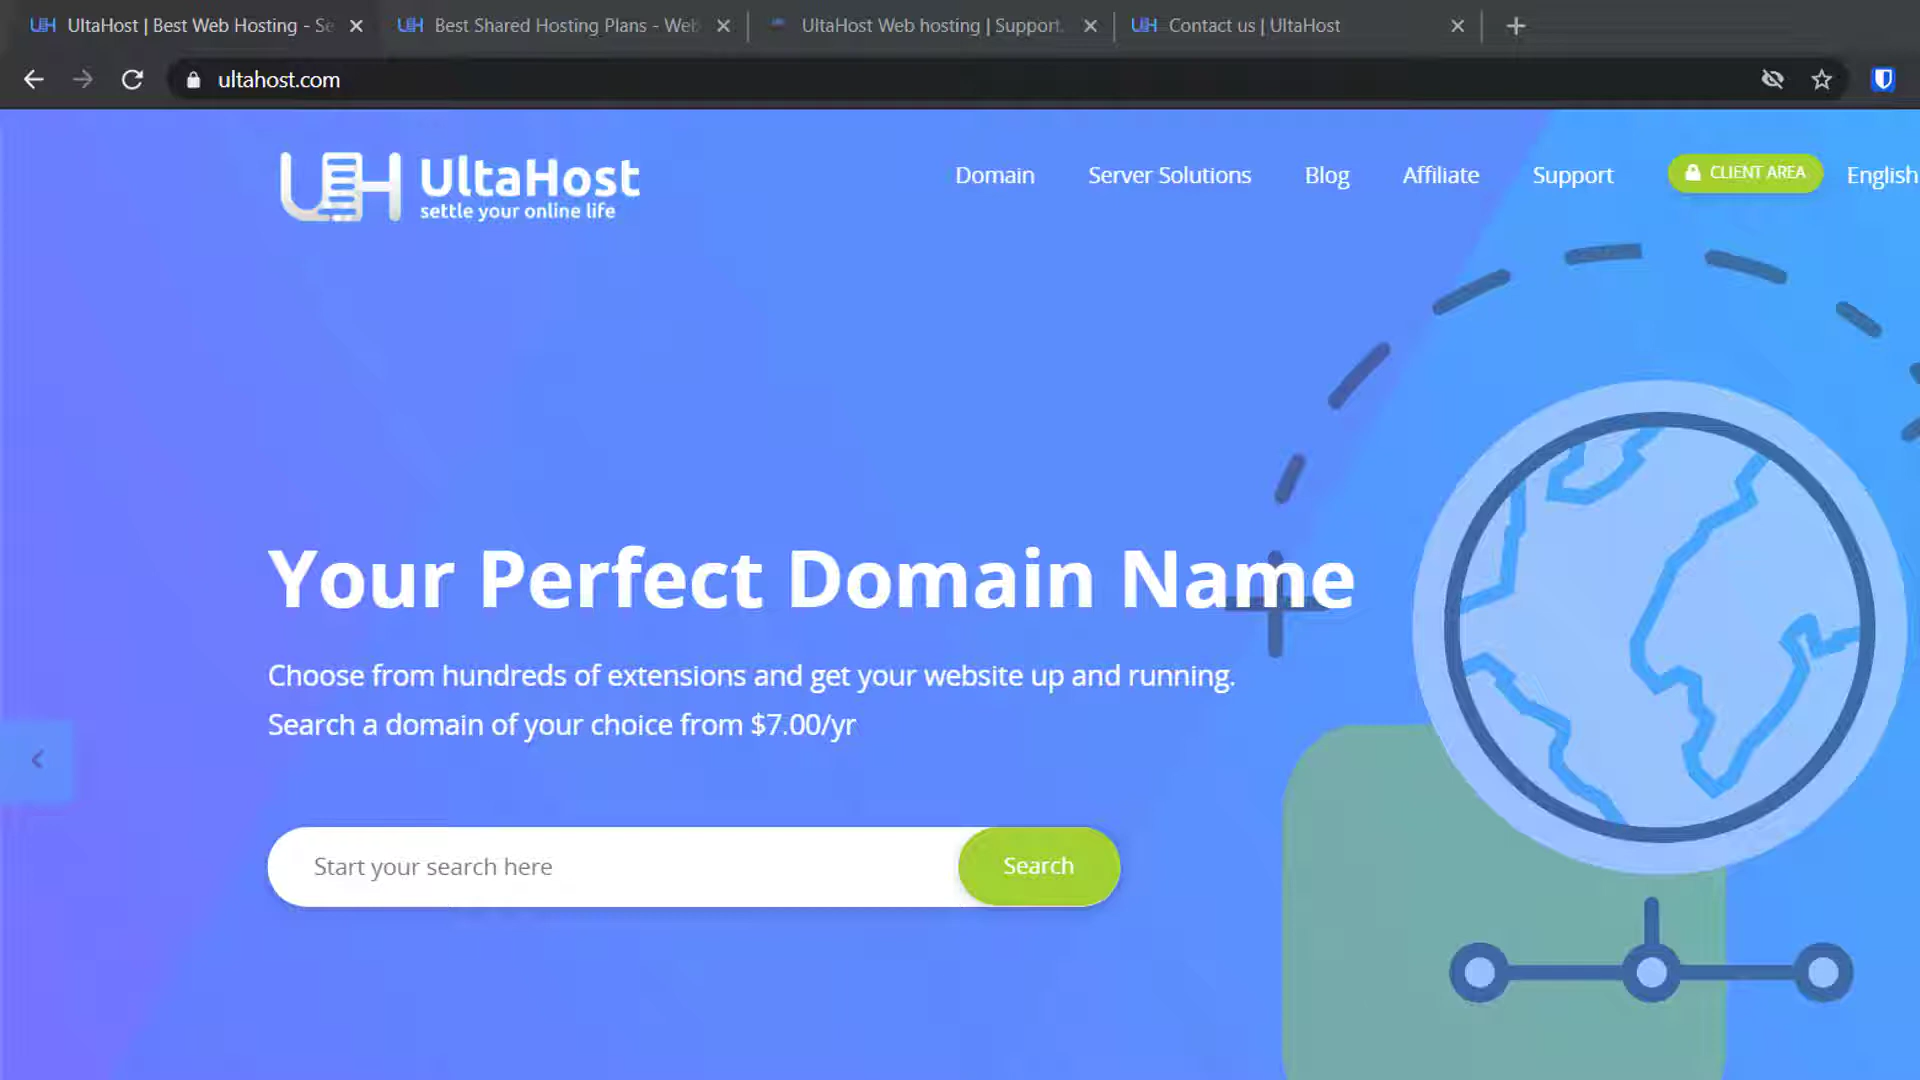 UltaHost | Best Web Hosting - Se
Best Shared Hosting Plans - Web
UltaHost Web hosting | Support.
Contact us | UltaHost
ultahost.com
UH UltaHost
settle your online life
Domain
Server Solutions
Blog
Affiliate
Support
CLIENT AREA
English
Your Perfect Domain Name
Choose from hundreds of extensions and get your website up and running.
Search a domain of your choice from $7.00/yr
Start your search here
Search